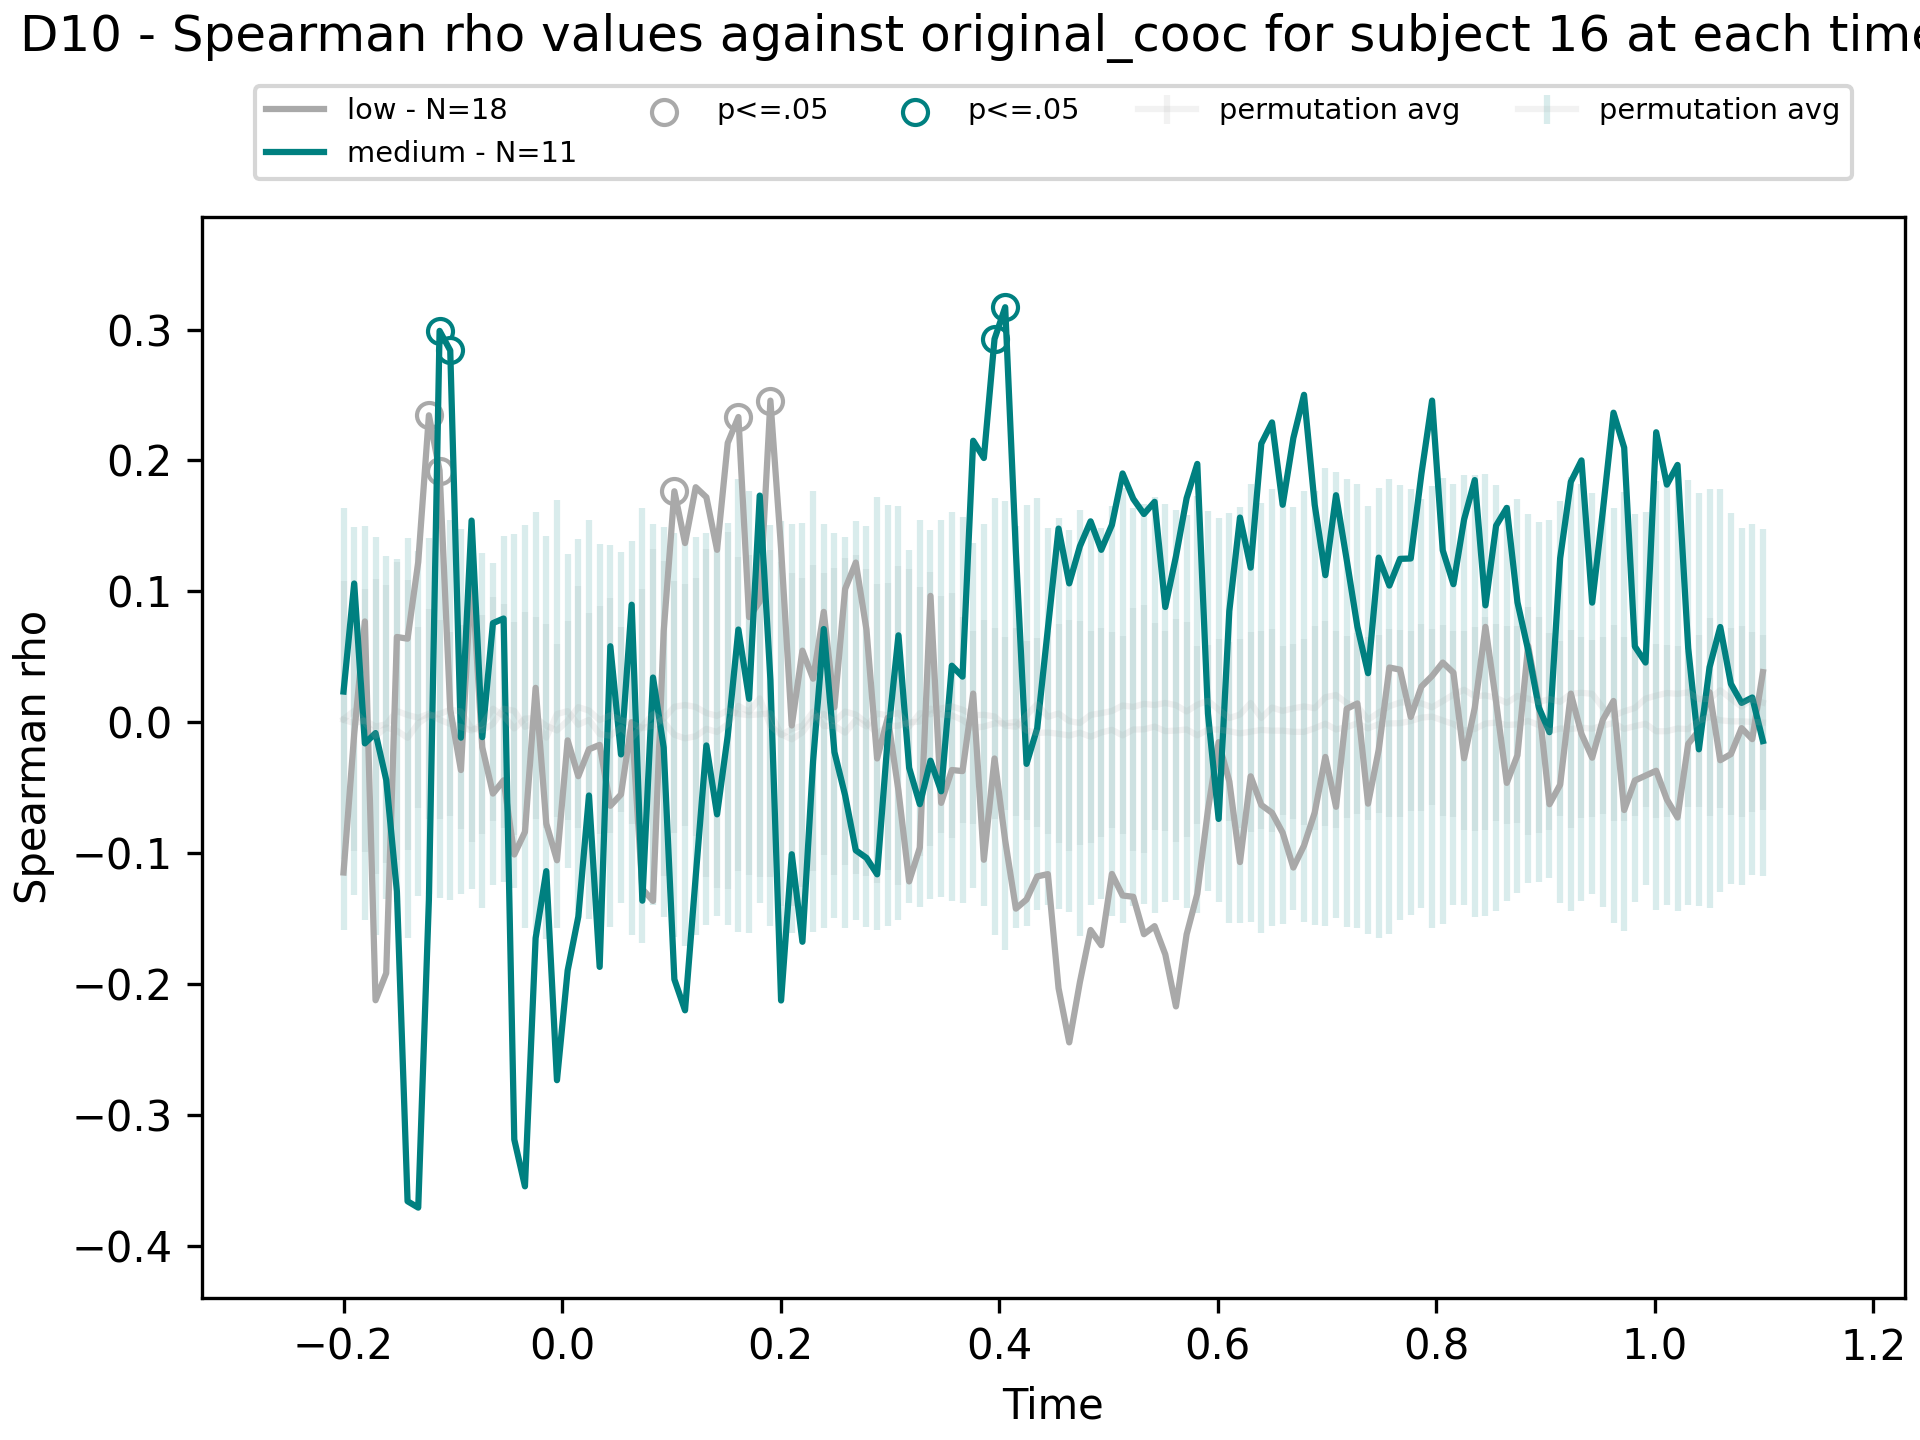 D10 - Spearman rho values against original_cooc for subject 16 at each time
low - N=18
medium - N=11
p<=.05
p<=.05
permutation avg
permutation avg
Spearman rho
0.3
0.2
0.1
0.0
−0.1
−0.2
−0.3
−0.4
−0.2
0.0
0.2
0.4
0.6
0.8
1.0
1.2
Time